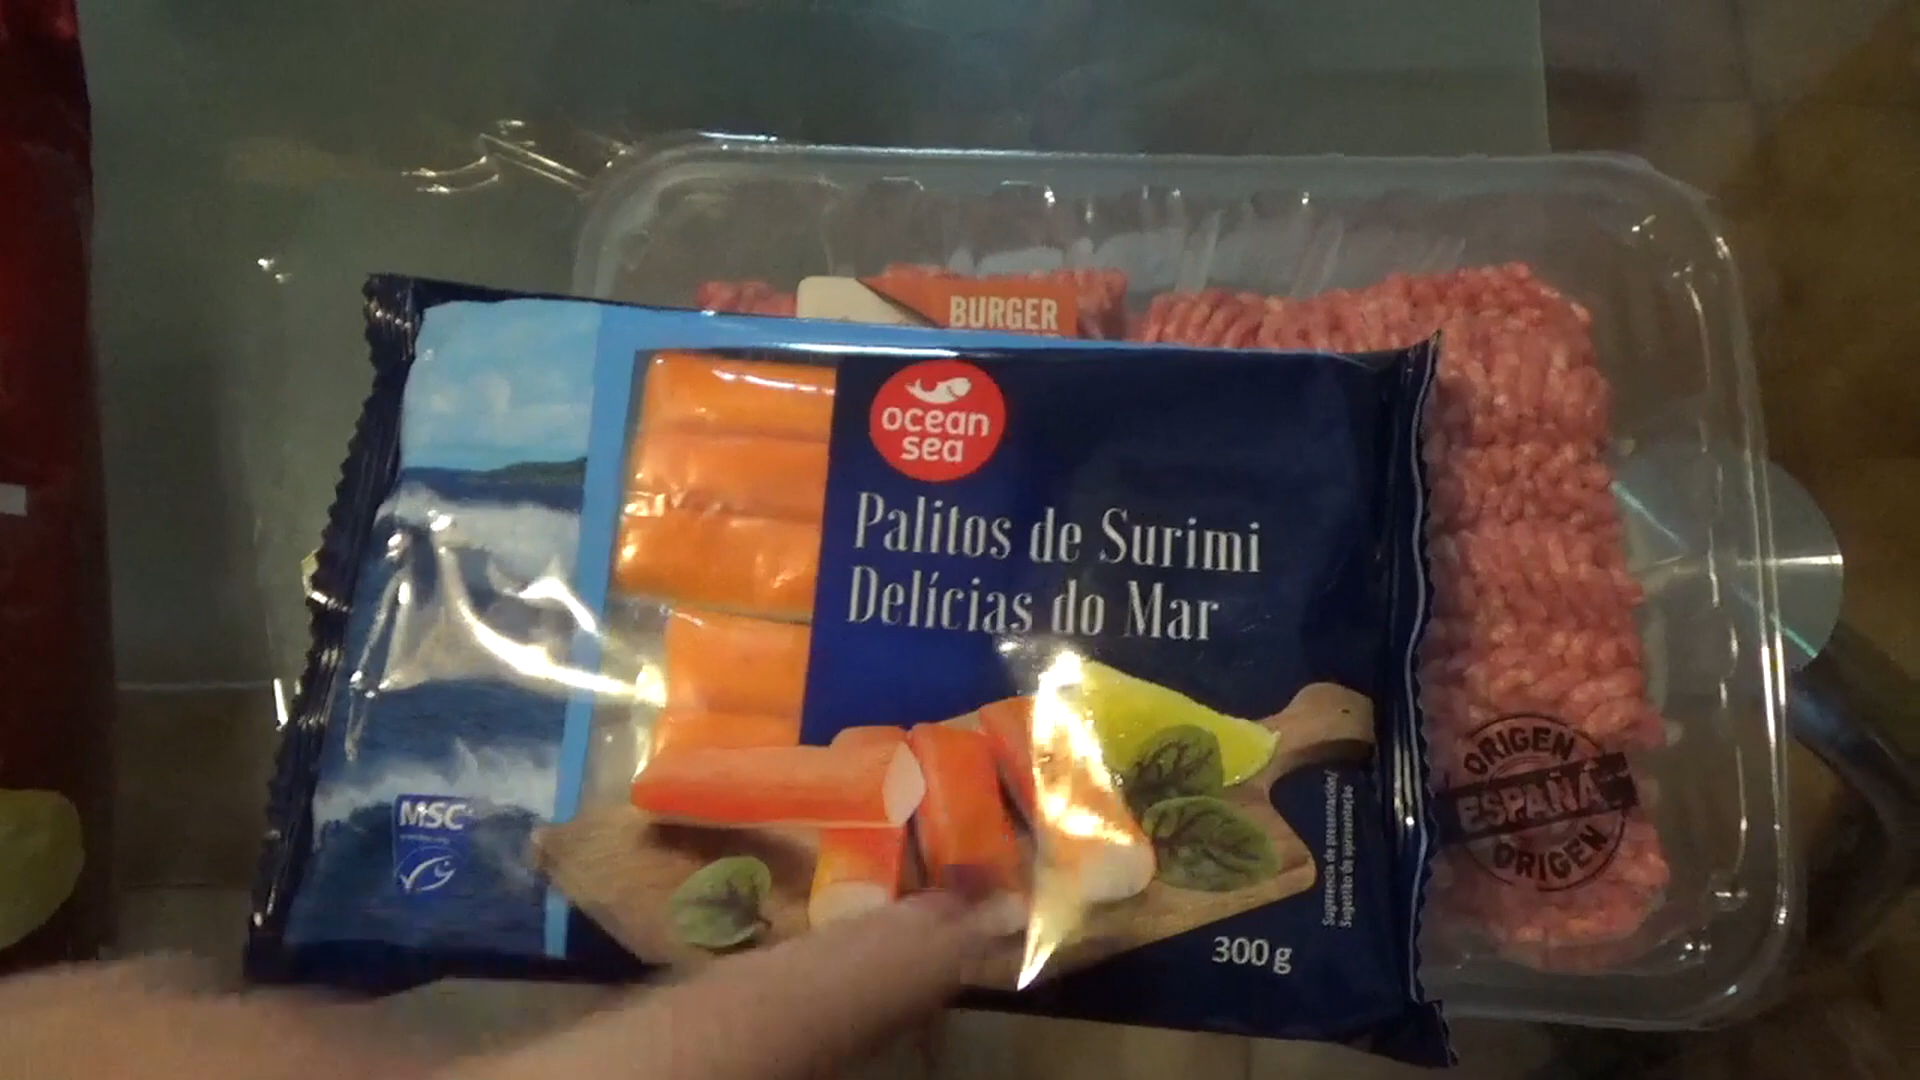 BURGER
ocean
sea
Palitos de Surimi
Delícias do Mar
MSC
300 g
Sugerencia de presentación/
Sugestão de apresentação
ORIGEN
ESPAÑA
ORIGEN